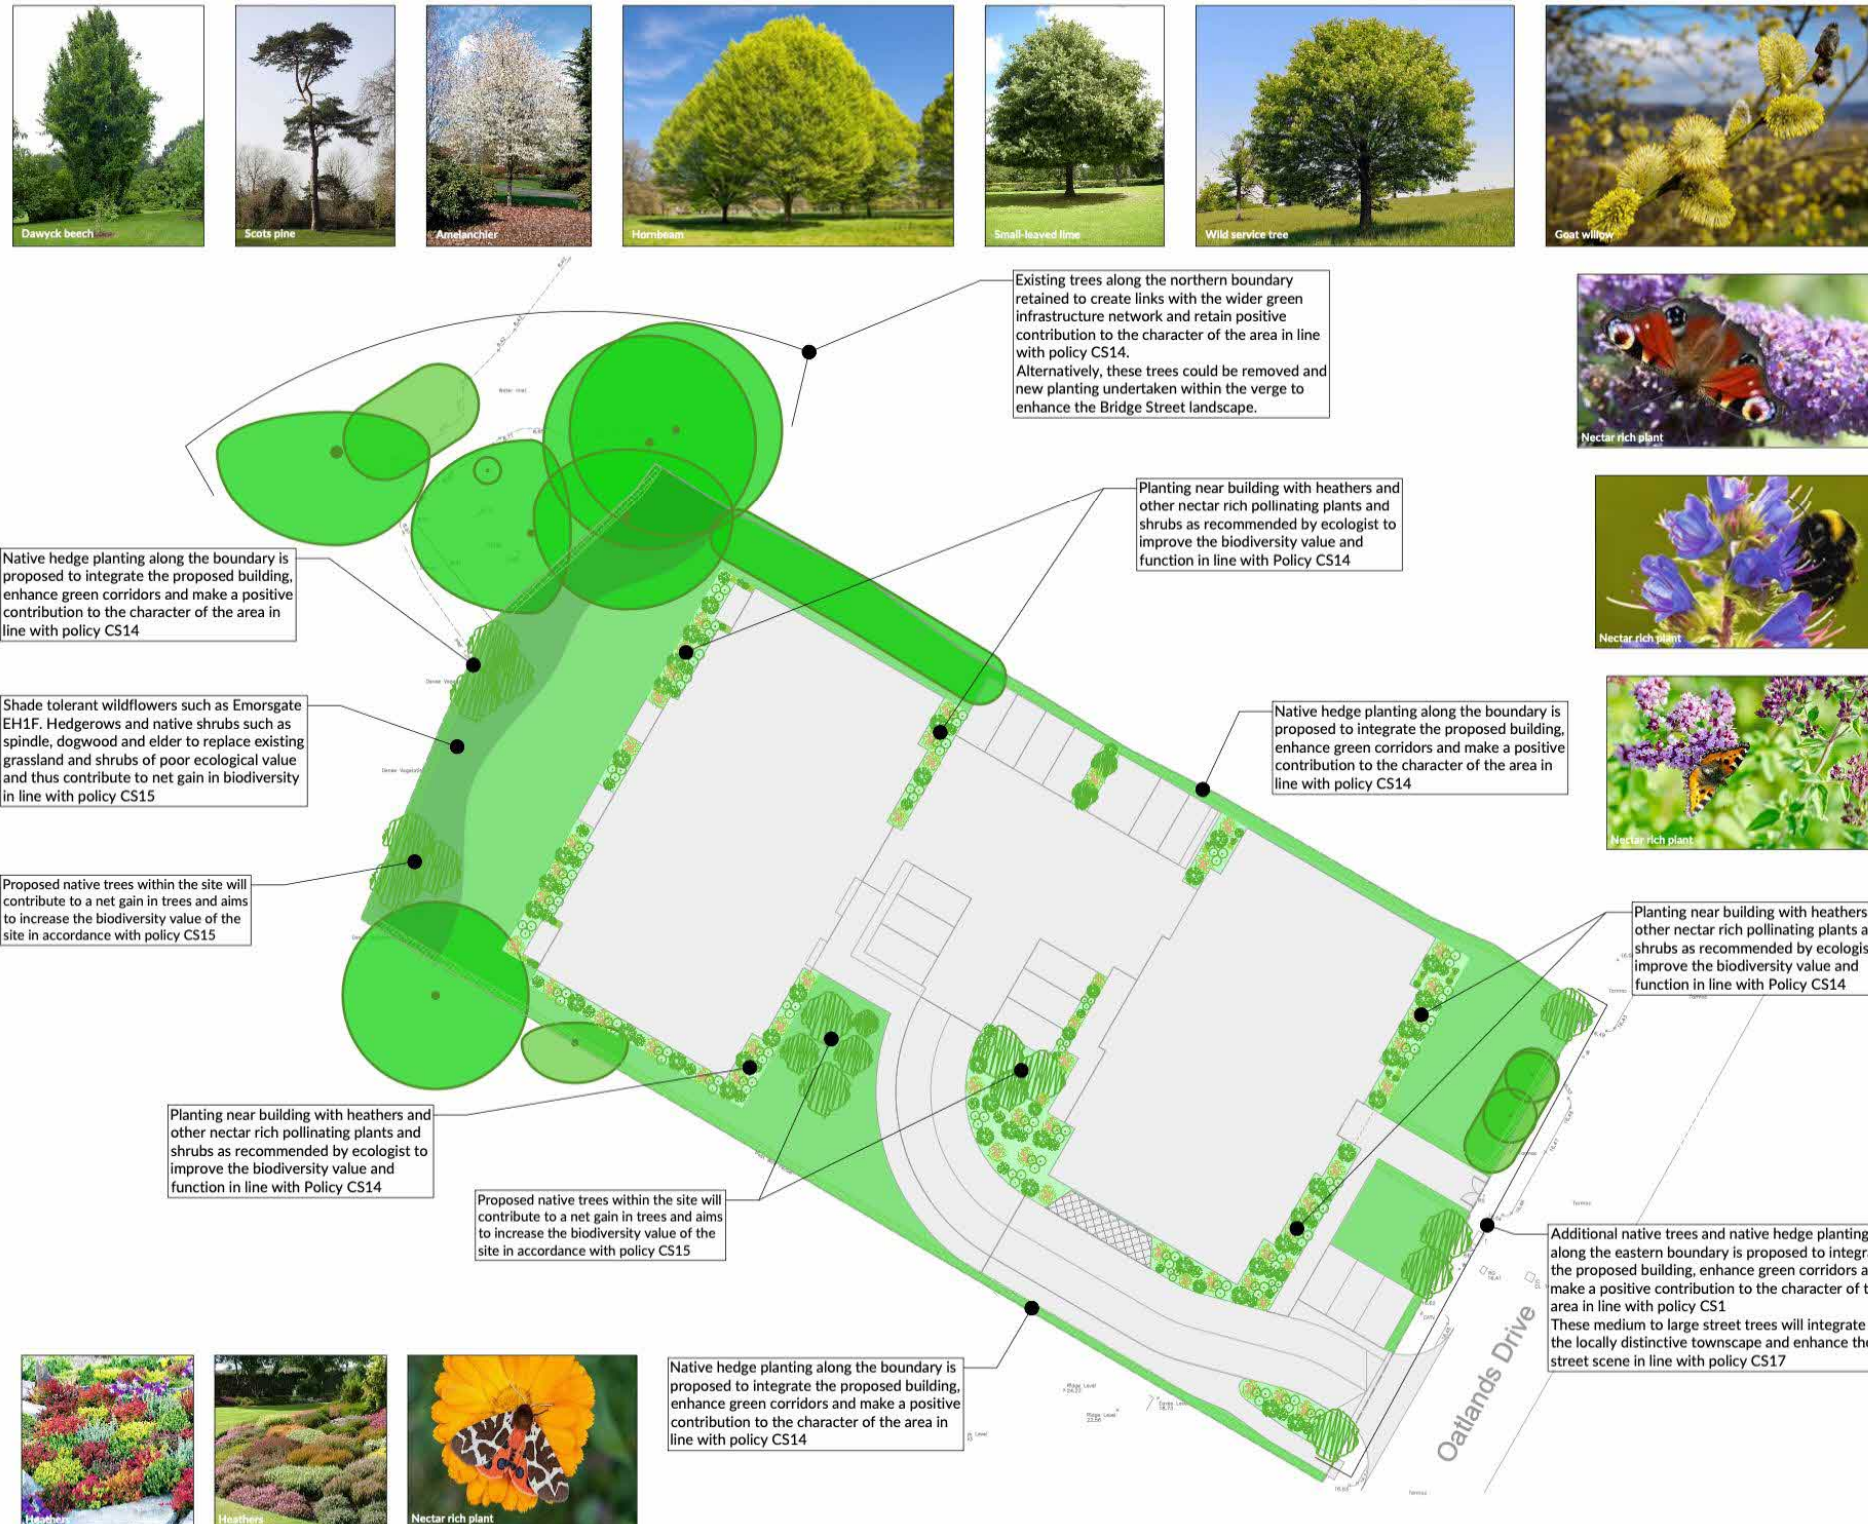 Dawyck beech
Scots pine
Amelanchier
Hornbeam
Small-leaved lime
Wild service tree
Goat willow
Existing trees along the northern boundary
retained to create links with the wider green
infrastructure network and retain positive
contribution to the character of the area in line
with policy CS14.
Alternatively, these trees could be removed and
new planting undertaken within the verge to
enhance the Bridge Street landscape.
Nectar rich plant
Planting near building with heathers and
other nectar rich pollinating plants and
shrubs as recommended by ecologist to
improve the biodiversity value and
function in line with Policy CS14
Nectar rich plant
Native hedge planting along the boundary is
proposed to integrate the proposed building,
enhance green corridors and make a positive
contribution to the character of the area in
line with policy CS14
Shade tolerant wildflowers such as Emorsgate
EH1F. Hedgerows and native shrubs such as
spindle, dogwood and elder to replace existing
grassland and shrubs of poor ecological value
and thus contribute to net gain in biodiversity
in line with policy CS15
Native hedge planting along the boundary is
proposed to integrate the proposed building,
enhance green corridors and make a positive
contribution to the character of the area in
line with policy CS14
Nectar rich plant
Proposed native trees within the site will
contribute to a net gain in trees and aims
to increase the biodiversity value of the
site in accordance with policy CS15
Planting near building with heathers
other nectar rich pollinating plants a
shrubs as recommended by ecologis
improve the biodiversity value and
function in line with Policy CS14
Planting near building with heathers and
other nectar rich pollinating plants and
shrubs as recommended by ecologist to
improve the biodiversity value and
function in line with Policy CS14
Proposed native trees within the site will
contribute to a net gain in trees and aims
to increase the biodiversity value of the
site in accordance with policy CS15
Additional native trees and native hedge planting
along the eastern boundary is proposed to integr
the proposed building, enhance green corridors a
make a positive contribution to the character of t
area in line with policy CS1
These medium to large street trees will integrate
the locally distinctive townscape and enhance the
street scene in line with policy CS17
Oatlands Drive
Native hedge planting along the boundary is
proposed to integrate the proposed building,
enhance green corridors and make a positive
contribution to the character of the area in
line with policy CS14
Ridge Level
Ridge Level
Heathers
Heathers
Nectar rich plant